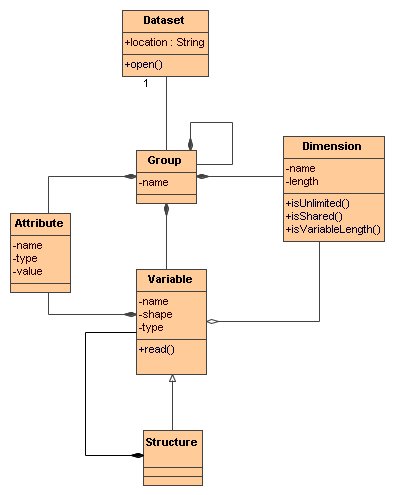 Dataset
+location : String
+open()
1
Group
-name
Dimension
-name
-length
+isUnlimited()
+isShared()
+isVariableLength()
Attribute
-name
-type
-value
Variable
-name
-shape
-type
+read()
Structure